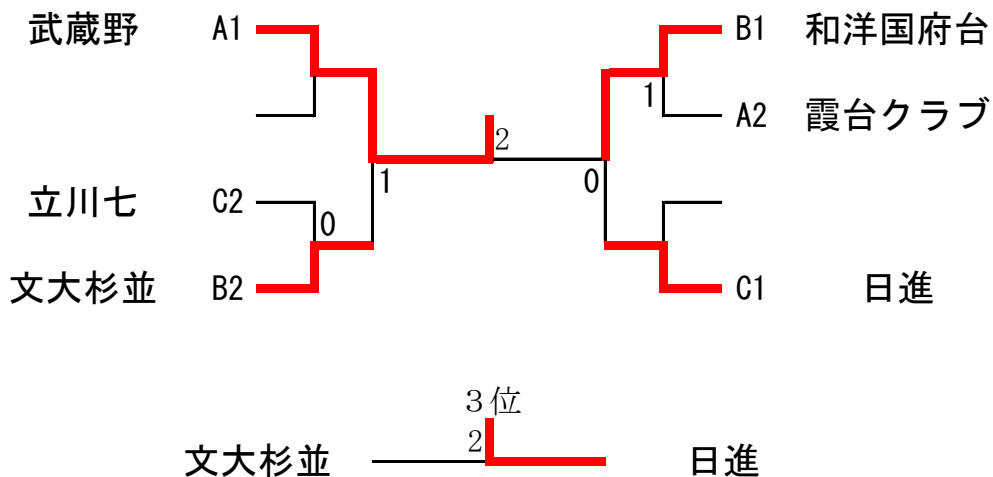 武蔵野 A1 B1 和洋国府台
1 A2 霞台クラブ
2
1 0
立川七 C2 0
文大杉並 B2 C1 日進
３位
文大杉並 2 日進